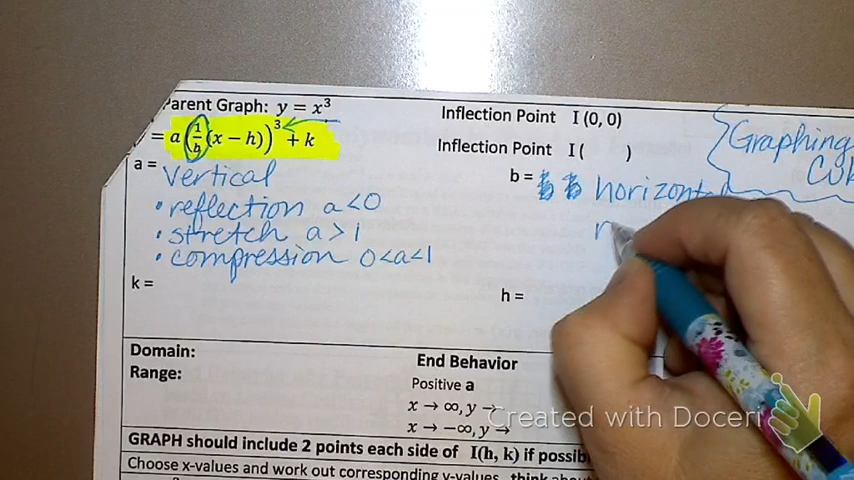 Parent Graph: y = x³
Inflection Point I (0, 0)
= a(1/b(x − h))³ + k
Inflection Point I( )
Graphing
a =
vertical
b =
horizontal
• reflection a<0
• stretch a>1
• compression 0<a<1
k =
h =
Domain:
Range:
End Behavior
Positive a
x → ∞, y →
x → −∞, y →
Created with Doceri
GRAPH should include 2 points each side of I(h, k) if possib
Choose x-values and work out corresponding y-values, think